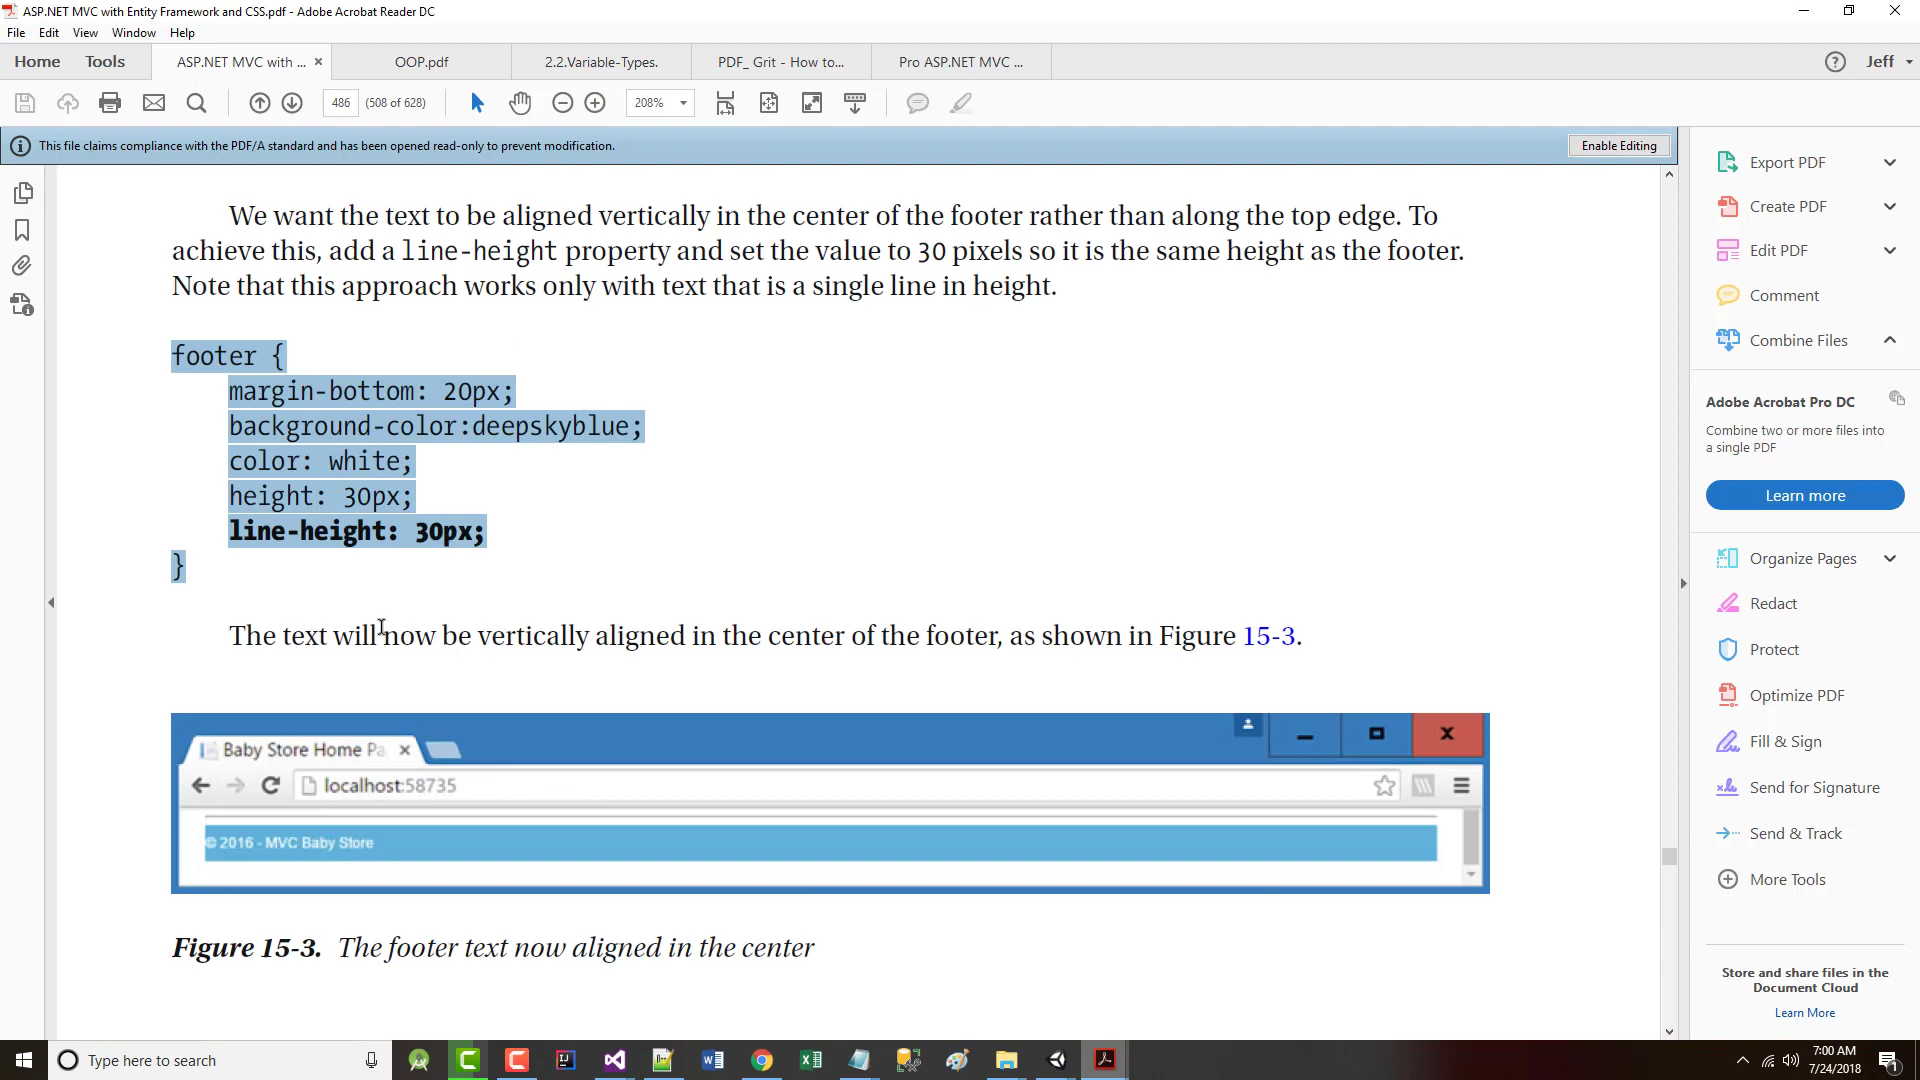 ASP.NET MVC with Entity Framework and CSS.pdf - Adobe Acrobat Reader DC
File Edit View Window Help
Home Tools ASP.NET MVC with ... × OOP.pdf 2.2.Variable-Types. PDF_ Grit - How to... Pro ASP.NET MVC ... ? Jeff
486 (508 of 628) 208%
This file claims compliance with the PDF/A standard and has been opened read-only to prevent modification. Enable Editing
We want the text to be aligned vertically in the center of the footer rather than along the top edge. To
achieve this, add a line-height property and set the value to 30 pixels so it is the same height as the footer.
Note that this approach works only with text that is a single line in height.
footer {
margin-bottom: 20px;
background-color:deepskyblue;
color: white;
height: 30px;
line-height: 30px;
}
The text will now be vertically aligned in the center of the footer, as shown in Figure 15-3.
Baby Store Home Pa ×
localhost:58735
© 2016 - MVC Baby Store
Figure 15-3. The footer text now aligned in the center
Export PDF
Create PDF
Edit PDF
Comment
Combine Files
Adobe Acrobat Pro DC
Combine two or more files into
a single PDF
Learn more
Organize Pages
Redact
Protect
Optimize PDF
Fill & Sign
Send for Signature
Send & Track
More Tools
Store and share files in the
Document Cloud
Learn More
Type here to search
7:00 AM
7/24/2018
1